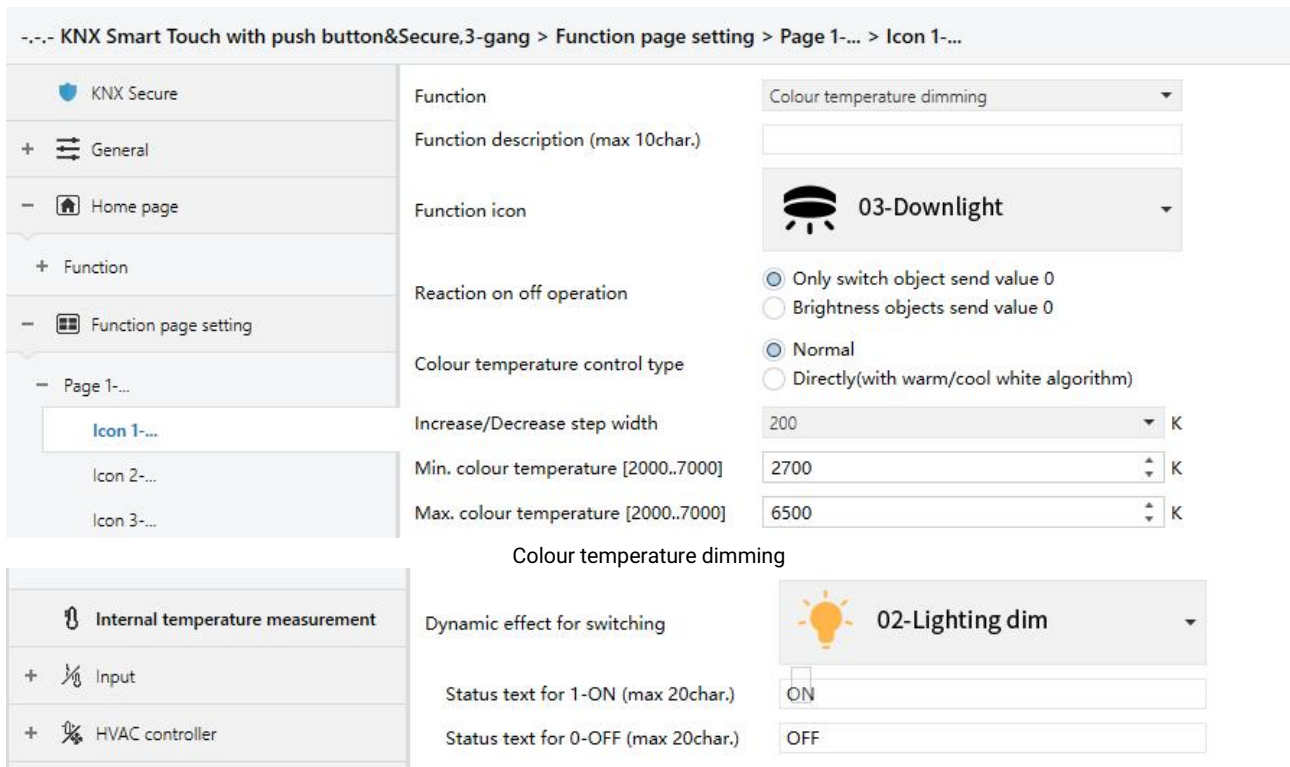 -.-.- KNX Smart Touch with push button&Secure,3-gang > Function page setting > Page 1-... > Icon 1-...
KNX Secure
+ General
- Home page
+ Function
- Function page setting
- Page 1-...
Icon 1-...
Icon 2-...
Icon 3-...
Function Colour temperature dimming
Function description (max 10char.)
Function icon 03-Downlight
Reaction on off operation
Only switch object send value 0
Brightness objects send value 0
Colour temperature control type
Normal
Directly(with warm/cool white algorithm)
Increase/Decrease step width 200 K
Min. colour temperature [2000..7000] 2700 K
Max. colour temperature [2000..7000] 6500 K
Colour temperature dimming
Internal temperature measurement
+ Input
+ HVAC controller
Dynamic effect for switching 02-Lighting dim
Status text for 1-ON (max 20char.) ON
Status text for 0-OFF (max 20char.) OFF